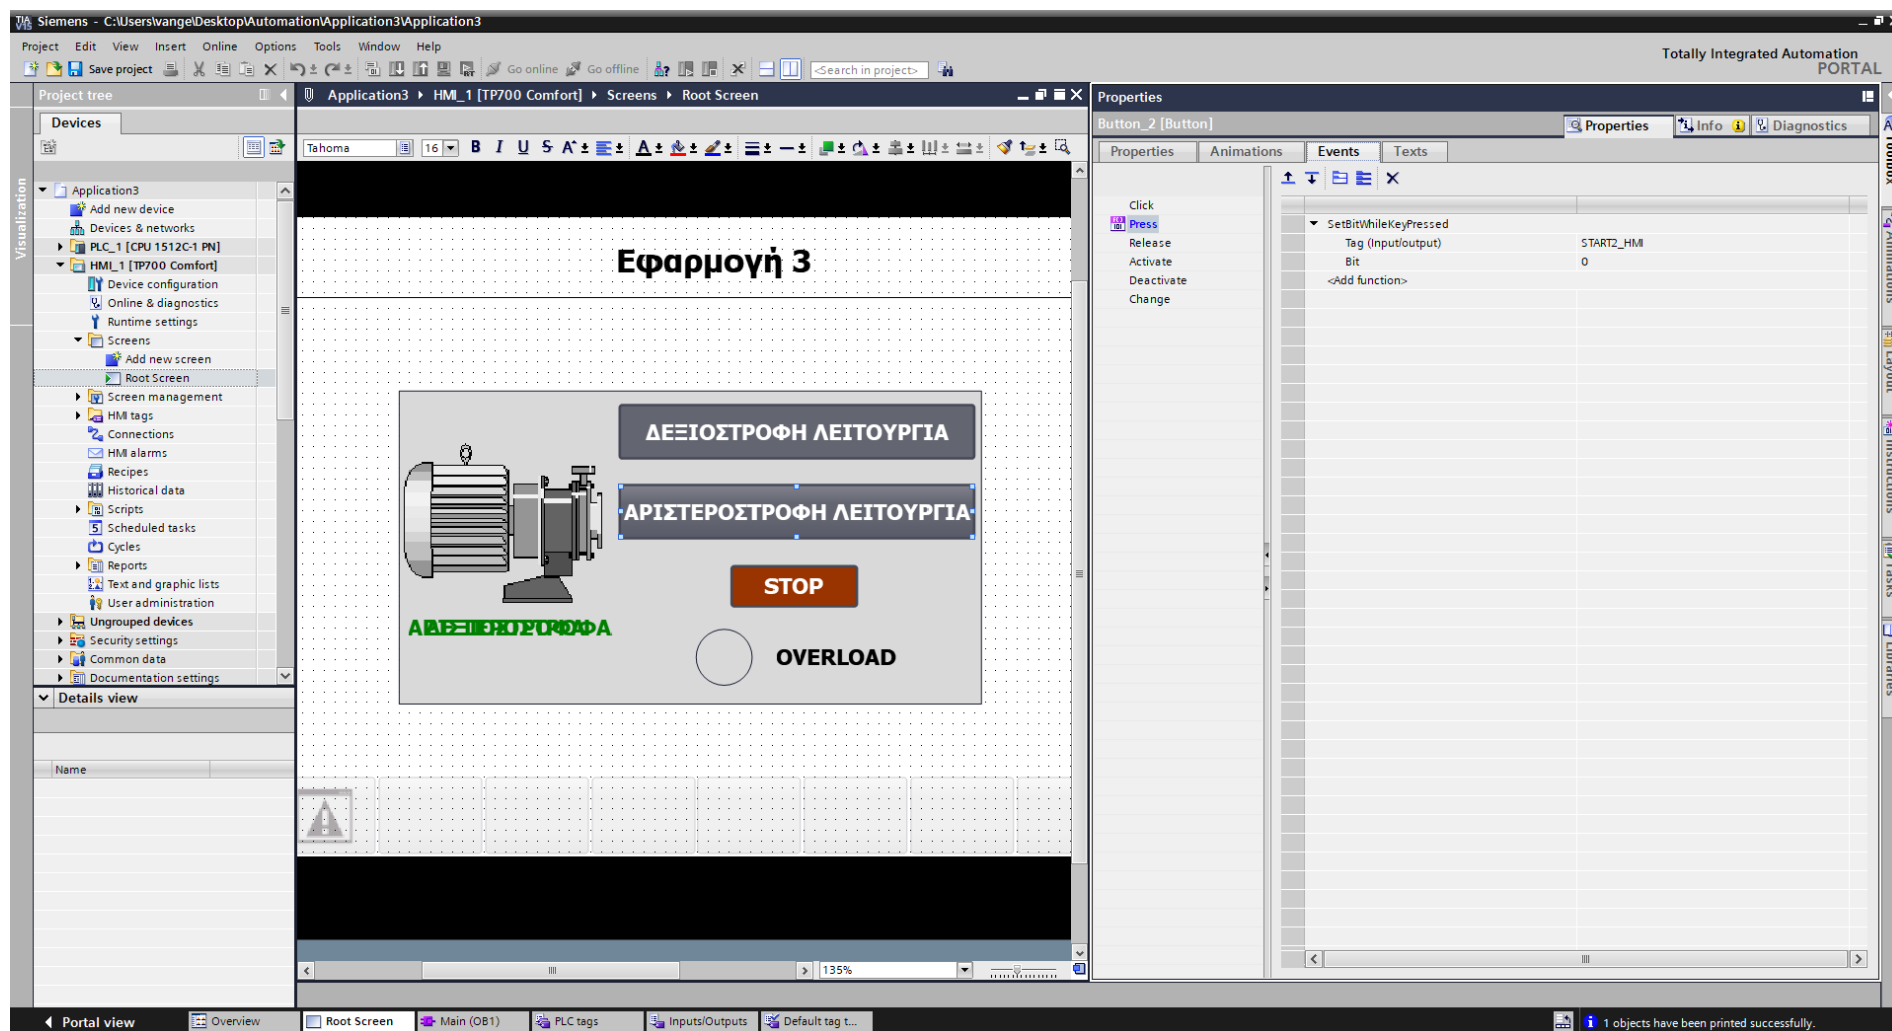 Siemens - C:\Users\vange\Desktop\Automation\Application3\Application3
Project Edit View Insert Online Options Tools Window Help
Totally Integrated Automation
PORTAL
Save project Go online Go offline <Search in project>
Project tree
Application3 HMI_1 [TP700 Comfort] Screens Root Screen
Properties
Devices
Button_2 [Button]
Properties Info Diagnostics
Tahoma 16 B I U S A
Properties Animations Events Texts
Visualization
Application3
Add new device
Devices & networks
PLC_1 [CPU 1512C-1 PN]
HMI_1 [TP700 Comfort]
Device configuration
Online & diagnostics
Runtime settings
Screens
Add new screen
Root Screen
Screen management
HMI tags
Connections
HMI alarms
Recipes
Historical data
Scripts
Scheduled tasks
Cycles
Reports
Text and graphic lists
User administration
Ungrouped devices
Security settings
Common data
Documentation settings
Details view
Name
Εφαρμογή 3
ΔΕΞΙΟΣΤΡΟΦΗ ΛΕΙΤΟΥΡΓΙΑ
ΑΡΙΣΤΕΡΟΣΤΡΟΦΗ ΛΕΙΤΟΥΡΓΙΑ
STOP
OVERLOAD
135%
Click
Press
Release
Activate
Deactivate
Change
SetBitWhileKeyPressed
Tag (Input/output) START2_HMI
Bit 0
<Add function>
Toolbox
Animations
Layout
Instructions
Tasks
Libraries
Portal view Overview Root Screen Main (OB1) PLC tags Inputs/Outputs Default tag t...
1 objects have been printed successfully.